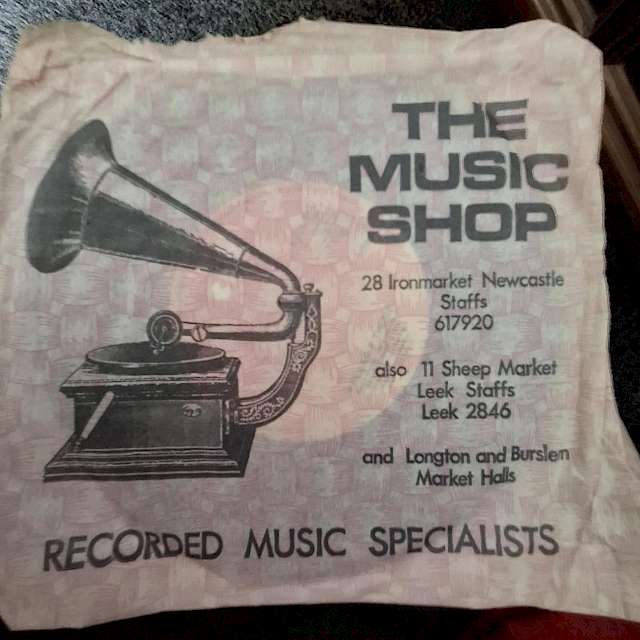 THE
MUSIC
SHOP
28 Ironmarket Newcastle
Staffs
617920
also 11 Sheep Market
Leek Staffs
Leek 2846
and Longton and Burslen
Market Halls
RECORDED MUSIC SPECIALISTS